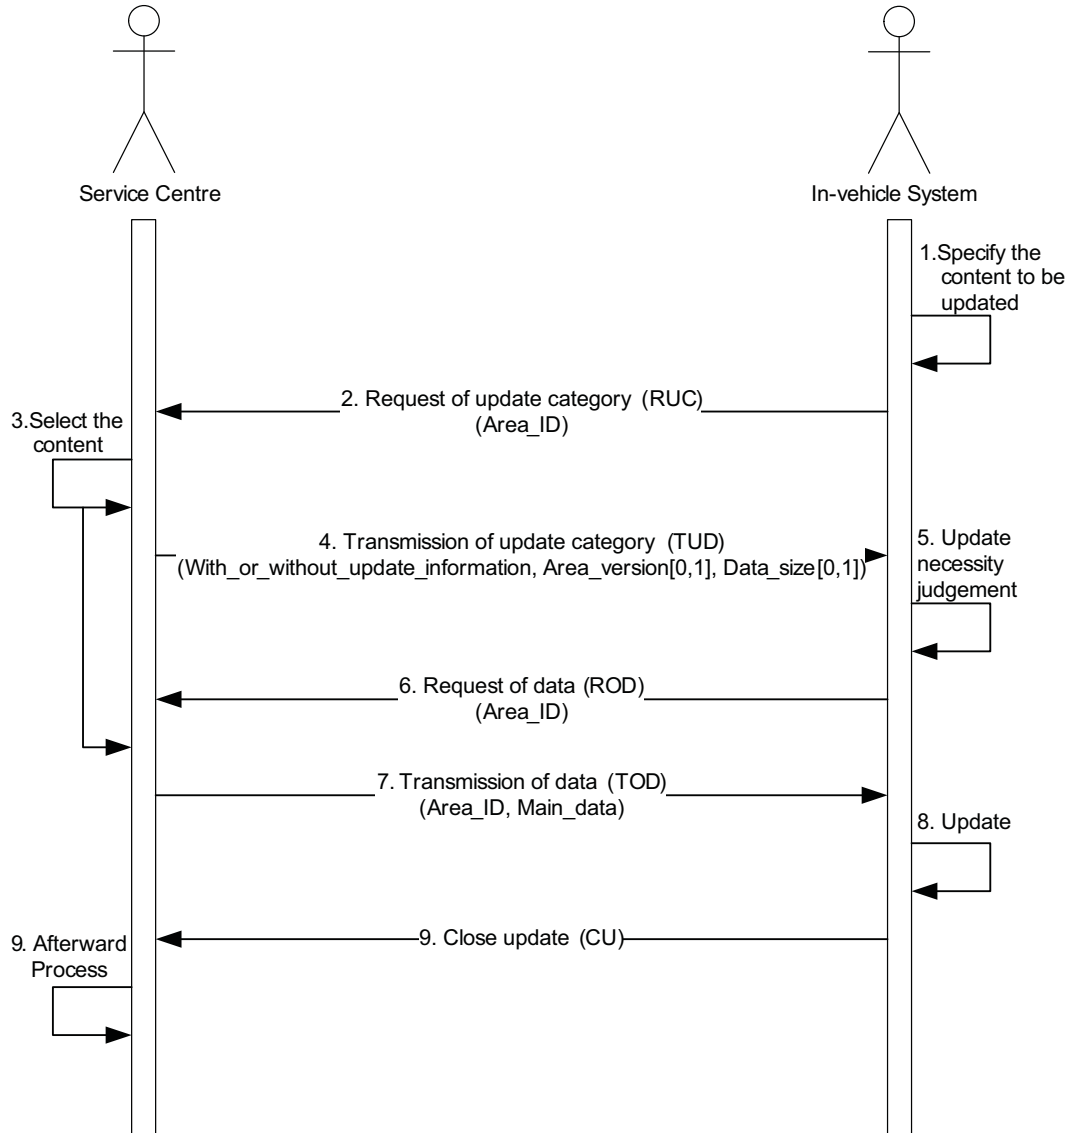 Service Centre
In-vehicle System
1.Specify the
content to be
updated
2. Request of update category (RUC)
(Area_ID)
3.Select the
content
4. Transmission of update category (TUD)
(With_or_without_update_information, Area_version[0,1], Data_size[0,1])
5. Update
necessity
judgement
6. Request of data (ROD)
(Area_ID)
7. Transmission of data (TOD)
(Area_ID, Main_data)
8. Update
9. Close update (CU)
9. Afterward
Process